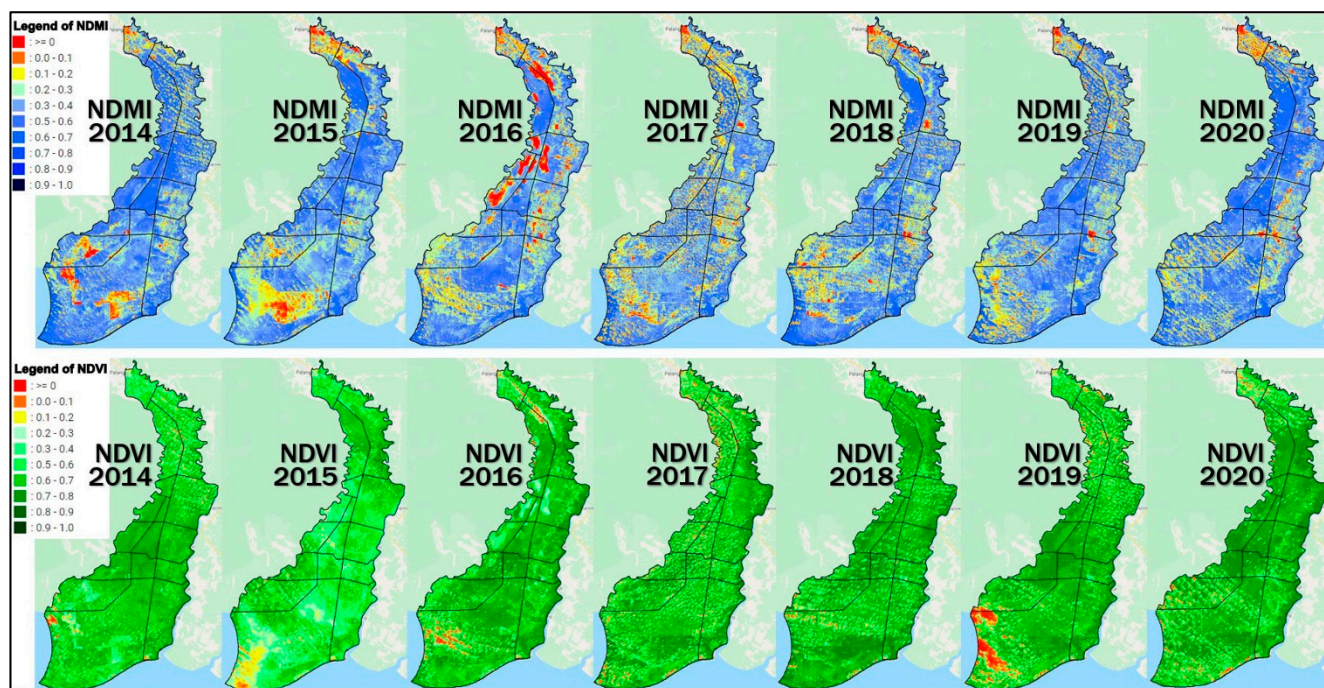 Legend of NDMI
: >= 0
: 0.0 - 0.1
: 0.1 - 0.2
: 0.2 - 0.3
: 0.3 - 0.4
: 0.5 - 0.6
: 0.6 - 0.7
: 0.7 - 0.8
: 0.8 - 0.9
: 0.9 - 1.0
NDMI
2014
NDMI
2015
NDMI
2016
NDMI
2017
NDMI
2018
NDMI
2019
NDMI
2020
Legend of NDVI
: >= 0
: 0.0 - 0.1
: 0.1 - 0.2
: 0.2 - 0.3
: 0.3 - 0.4
: 0.5 - 0.6
: 0.6 - 0.7
: 0.7 - 0.8
: 0.8 - 0.9
: 0.9 - 1.0
NDVI
2014
NDVI
2015
NDVI
2016
NDVI
2017
NDVI
2018
NDVI
2019
NDVI
2020